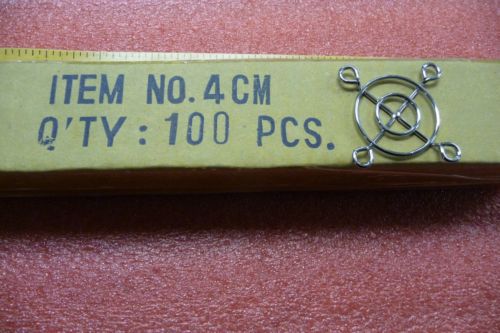 ITEM NO. 4CM
Q'TY : 100 PCS.